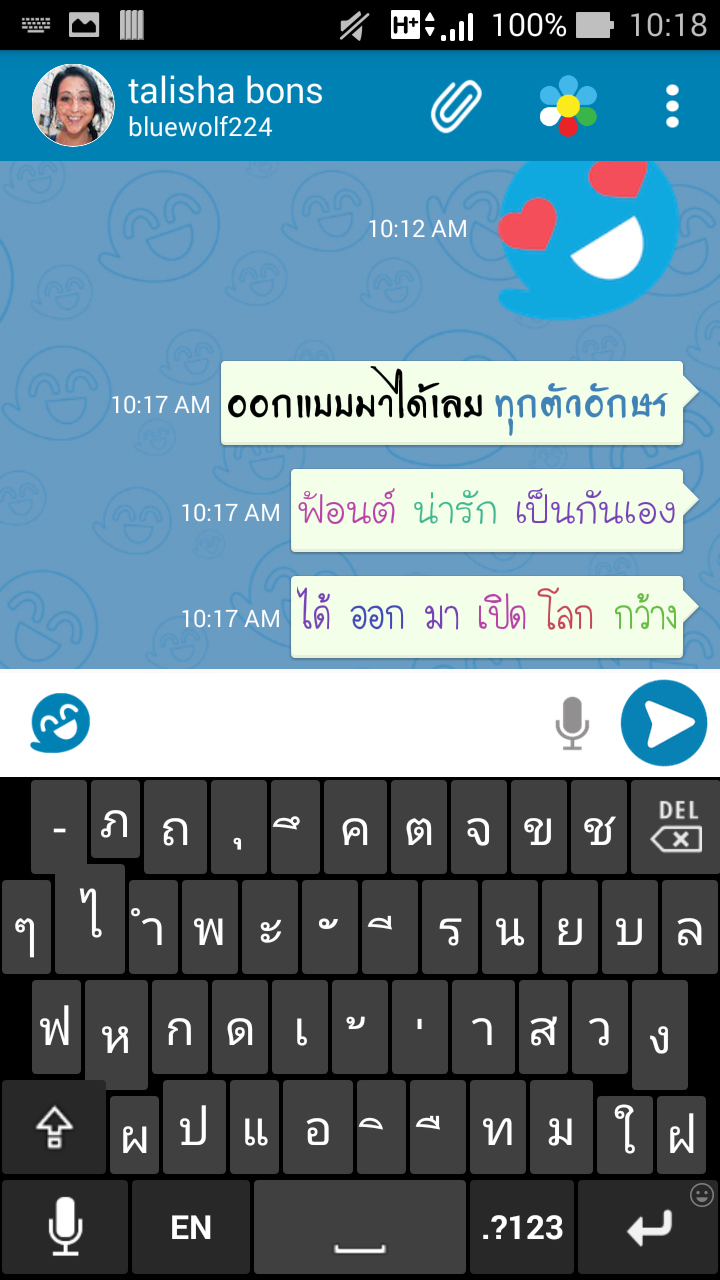 H+ 100% 10:18
talisha bons
bluewolf224
10:12 AM
10:17 AM ออกแบบมาได้เลย ทุกตัวอักษร
10:17 AM ฟ้อนต์ น่ารัก เป็นกันเอง
10:17 AM ได้ ออก มา เปิด โลก กว้าง
- ภ ถ ุ ึ ค ต จ ข ช DEL
ๆ ไ ำ พ ะ ั ี ร น ย บ ล
ฟ ห ก ด เ ้ ่ า ส ว ง
ผ ป แ อ ิ ื ท ม ใ ฝ
EN .?123